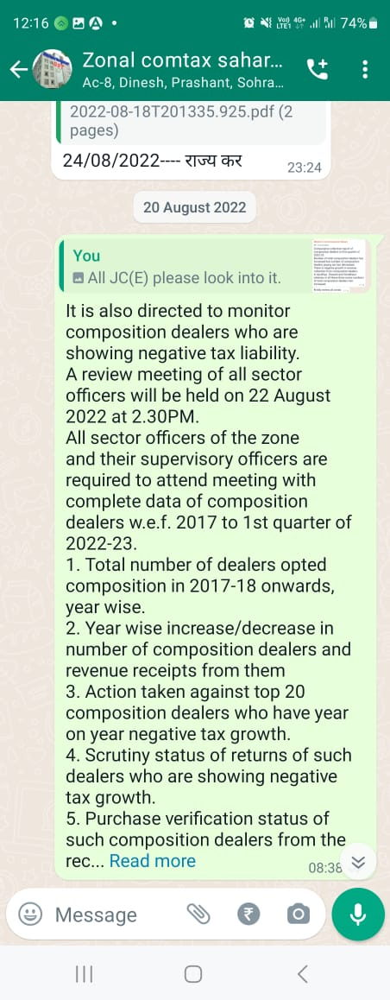 12:16
Voo) 4G+
LTE1
R
74%
Zonal comtax sahar...
Ac-8, Dinesh, Prashant, Sohra...
2022-08-18T201335.925.pdf (2
pages)
24/08/2022---- राज्य कर
23:24
20 August 2022
You
All JC(E) please look into it.
It is also directed to monitor
composition dealers who are
showing negative tax liability.
A review meeting of all sector
officers will be held on 22 August
2022 at 2.30PM.
All sector officers of the zone
and their supervisory officers are
required to attend meeting with
complete data of composition
dealers w.e.f. 2017 to 1st quarter of
2022-23.
1. Total number of dealers opted
composition in 2017-18 onwards,
year wise.
2. Year wise increase/decrease in
number of composition dealers and
revenue receipts from them
3. Action taken against top 20
composition dealers who have year
on year negative tax growth.
4. Scrutiny status of returns of such
dealers who are showing negative
tax growth.
5. Purchase verification status of
such composition dealers from the
rec... Read more
08:38
Message
₹